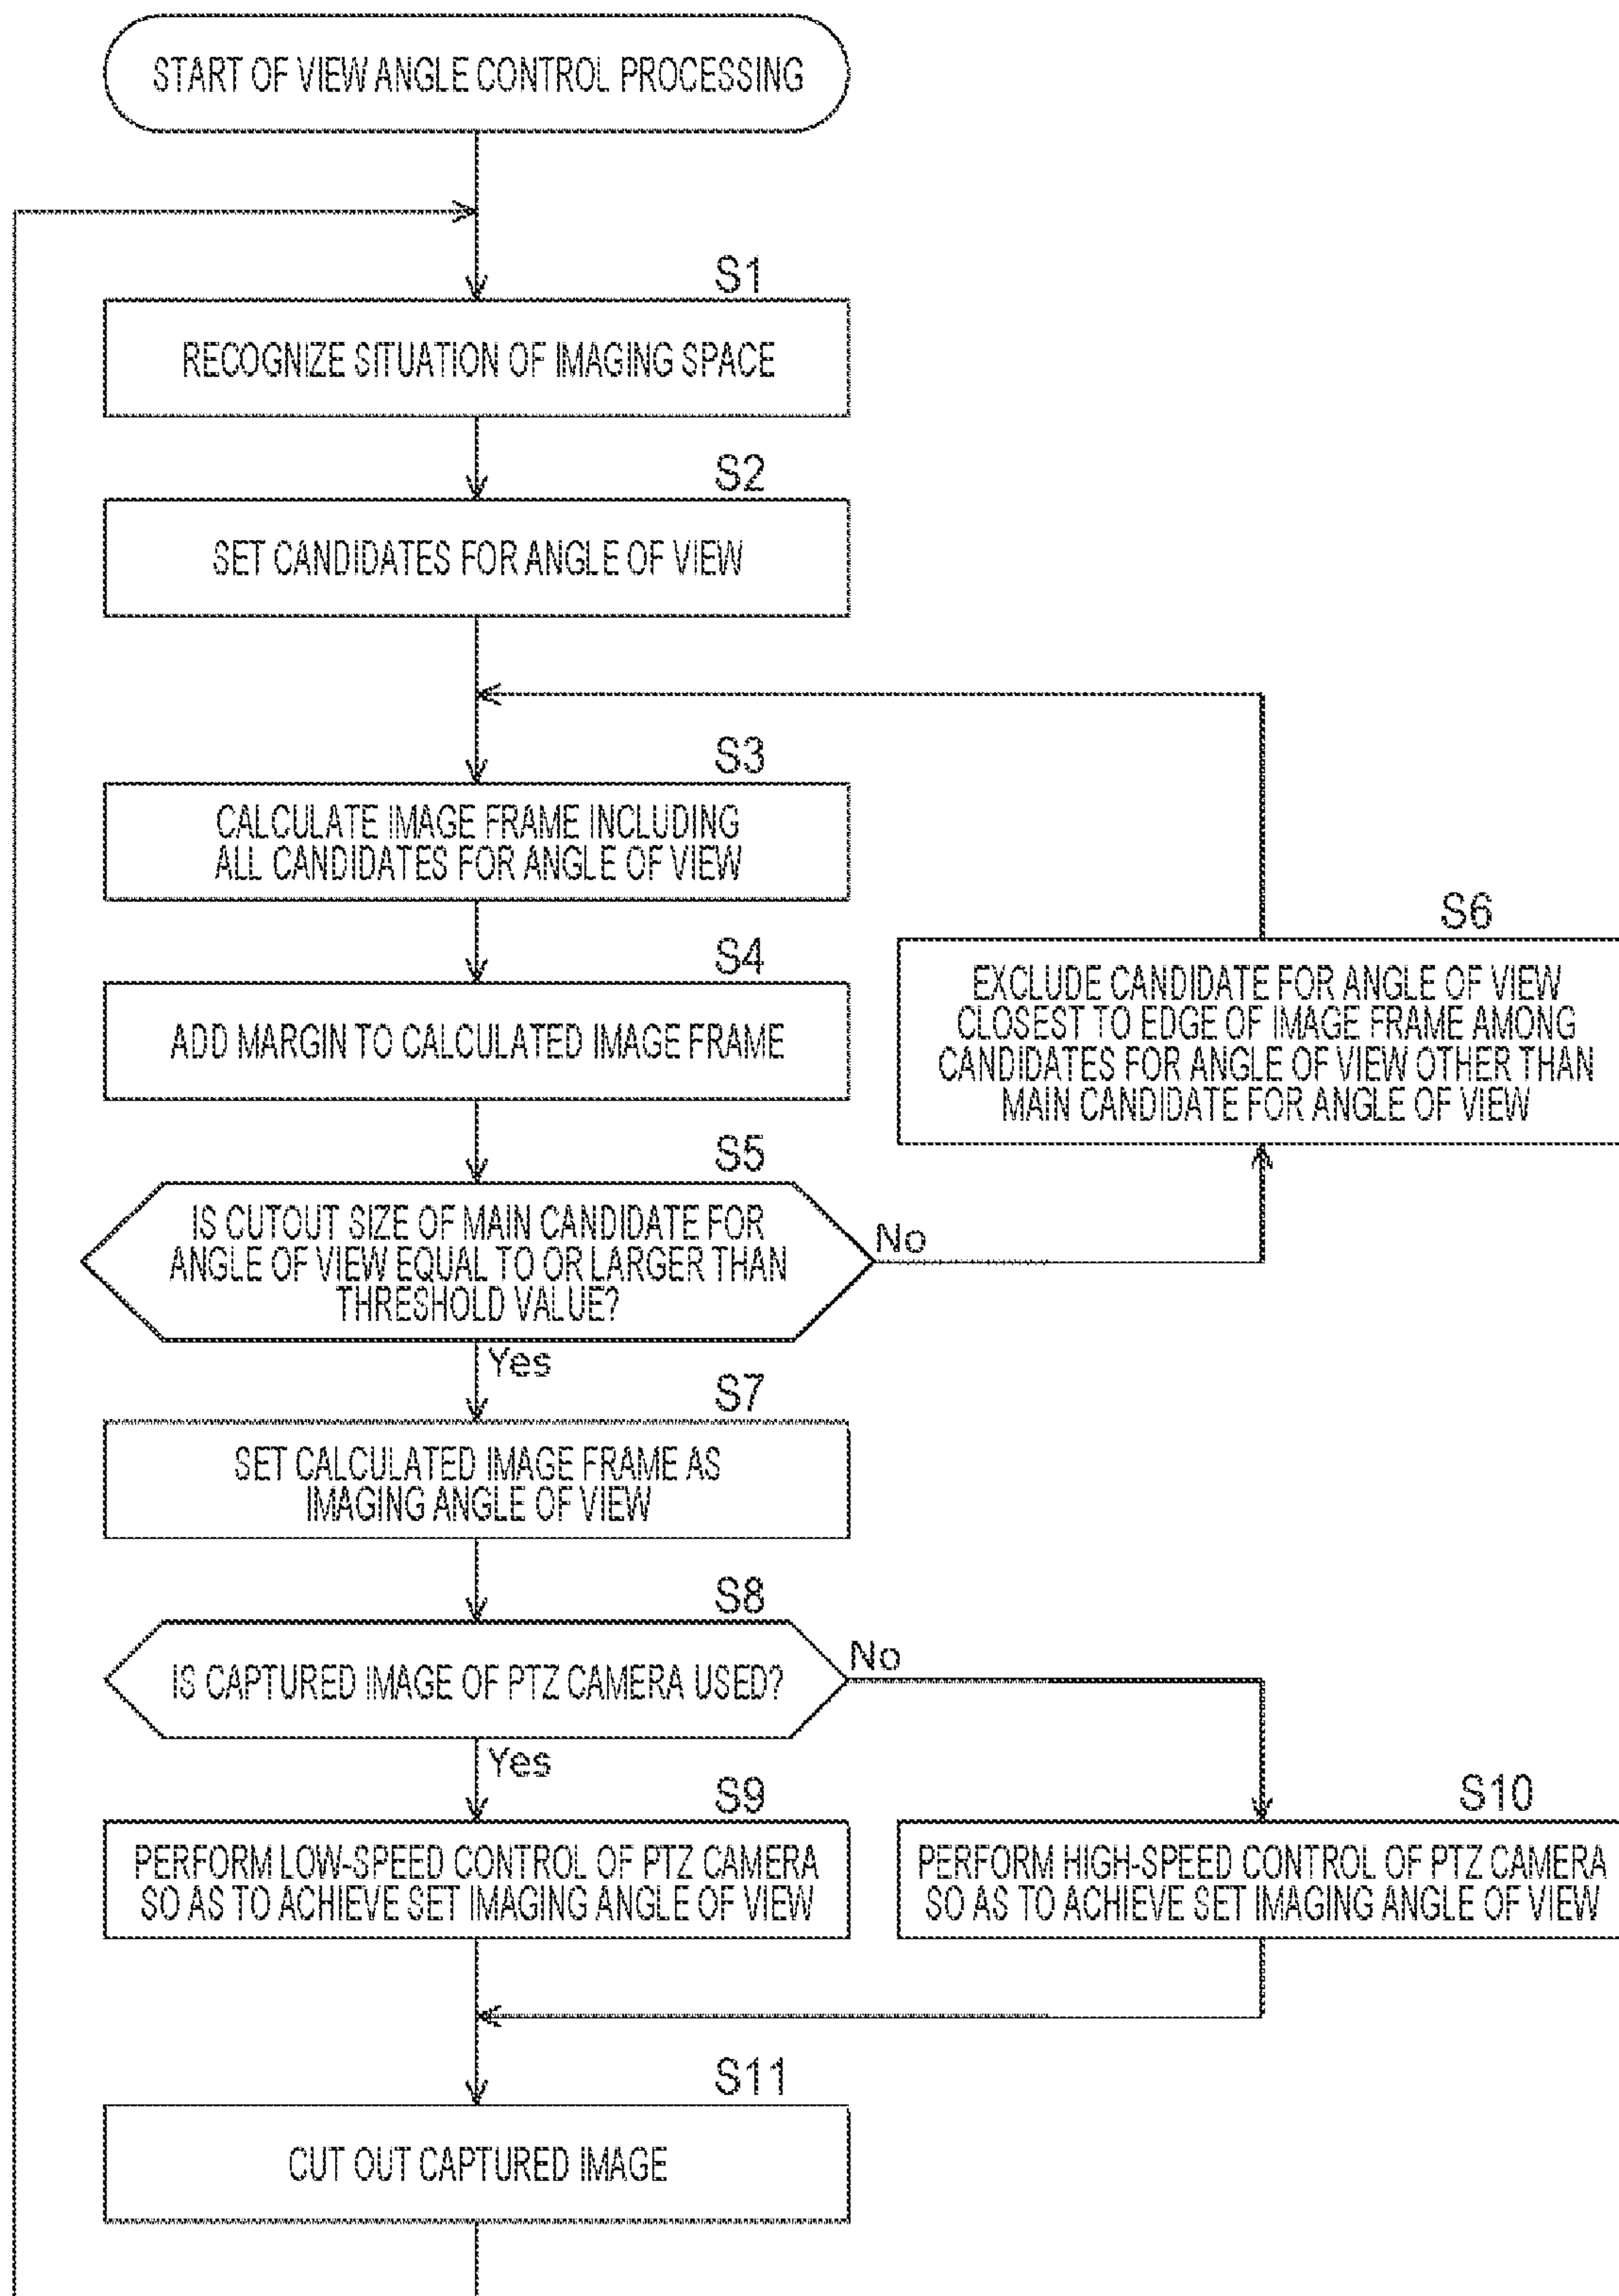 START OF VIEW ANGLE CONTROL PROCESSING
S1
RECOGNIZE SITUATION OF IMAGING SPACE
S2
SET CANDIDATES FOR ANGLE OF VIEW
S3
CALCULATE IMAGE FRAME INCLUDING
ALL CANDIDATES FOR ANGLE OF VIEW
S4
ADD MARGIN TO CALCULATED IMAGE FRAME
S6
EXCLUDE CANDIDATE FOR ANGLE OF VIEW
CLOSEST TO EDGE OF IMAGE FRAME AMONG
CANDIDATES FOR ANGLE OF VIEW OTHER THAN
MAIN CANDIDATE FOR ANGLE OF VIEW
S5
IS CUTOUT SIZE OF MAIN CANDIDATE FOR
ANGLE OF VIEW EQUAL TO OR LARGER THAN
THRESHOLD VALUE?
No
Yes
S7
SET CALCULATED IMAGE FRAME AS
IMAGING ANGLE OF VIEW
S8
IS CAPTURED IMAGE OF PTZ CAMERA USED?
No
Yes
S9
PERFORM LOW-SPEED CONTROL OF PTZ CAMERA
SO AS TO ACHIEVE SET IMAGING ANGLE OF VIEW
S10
PERFORM HIGH-SPEED CONTROL OF PTZ CAMERA
SO AS TO ACHIEVE SET IMAGING ANGLE OF VIEW
S11
CUT OUT CAPTURED IMAGE